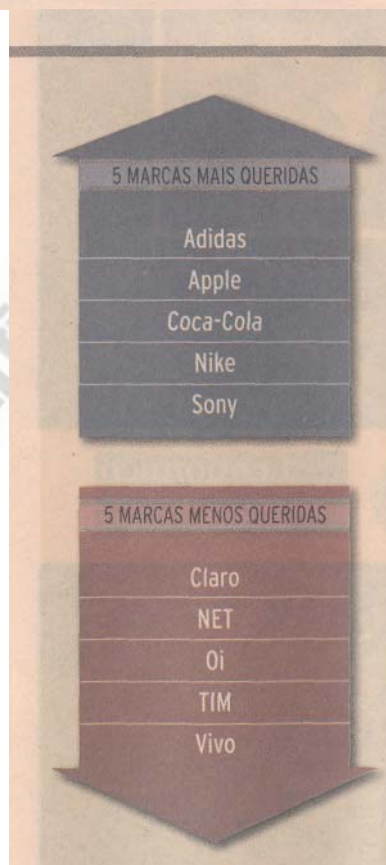 5 MARCAS MAIS QUERIDAS
Adidas
Apple
Coca-Cola
Nike
Sony
5 MARCAS MENOS QUERIDAS
Claro
NET
Oi
TIM
Vivo